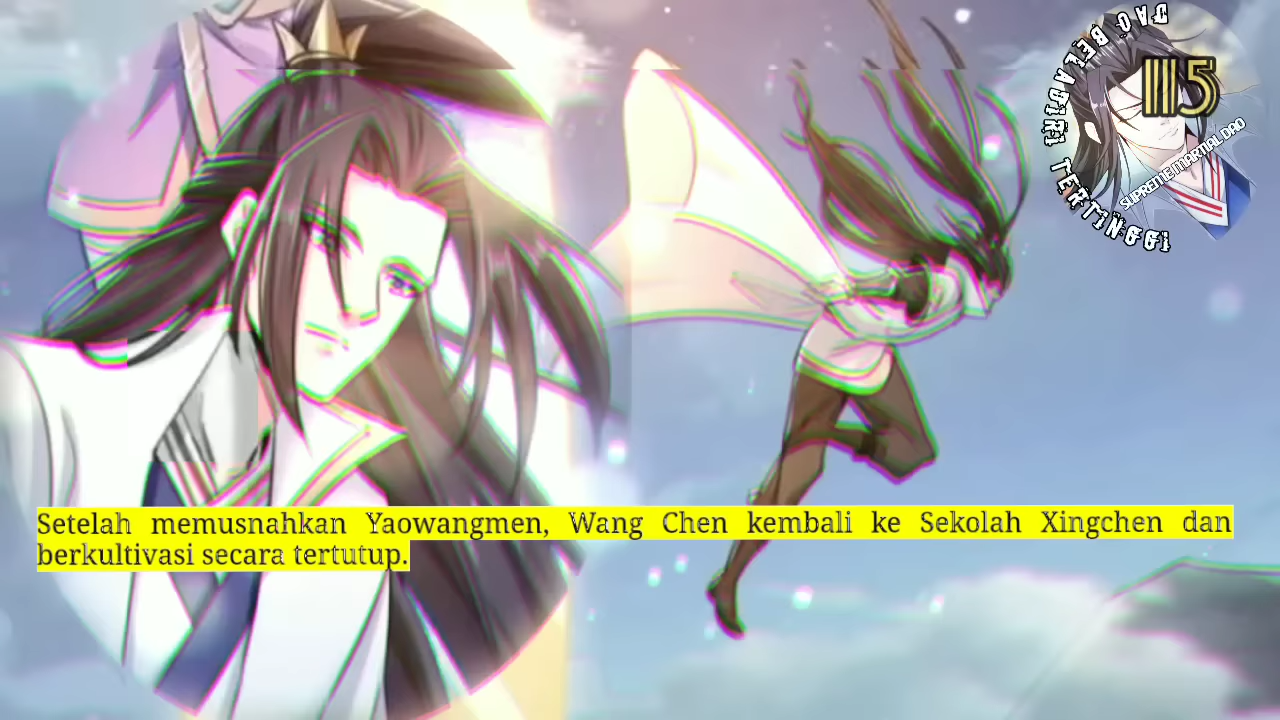 DAO BELADIRI TERTINGGI
115
SUPREME MARTIAL DAO
Setelah memusnahkan Yaowangmen, Wang Chen kembali ke Sekolah Xingchen dan
berkultivasi secara tertutup.